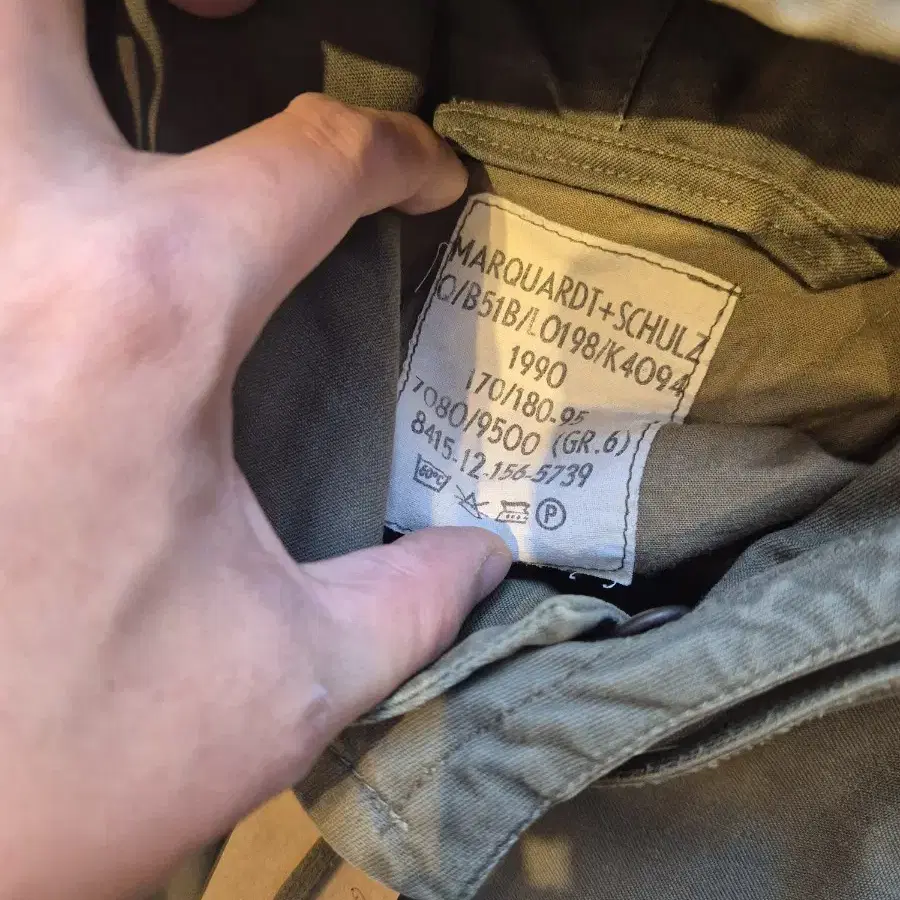 MARQUARDT+SCHULZ
Q/B51B/L0198/K4094
1990
170/180-95
7080/9500 (GR.6)
8415-12-156-5739
60°C P